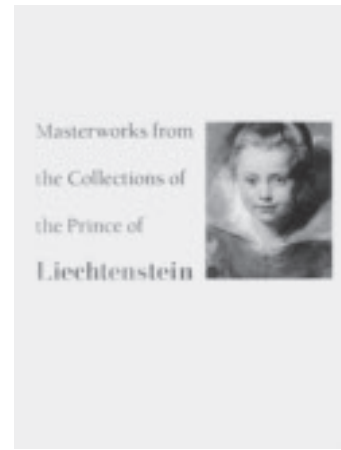 Masterworks from
the Collections of
the Prince of
Liechtenstein